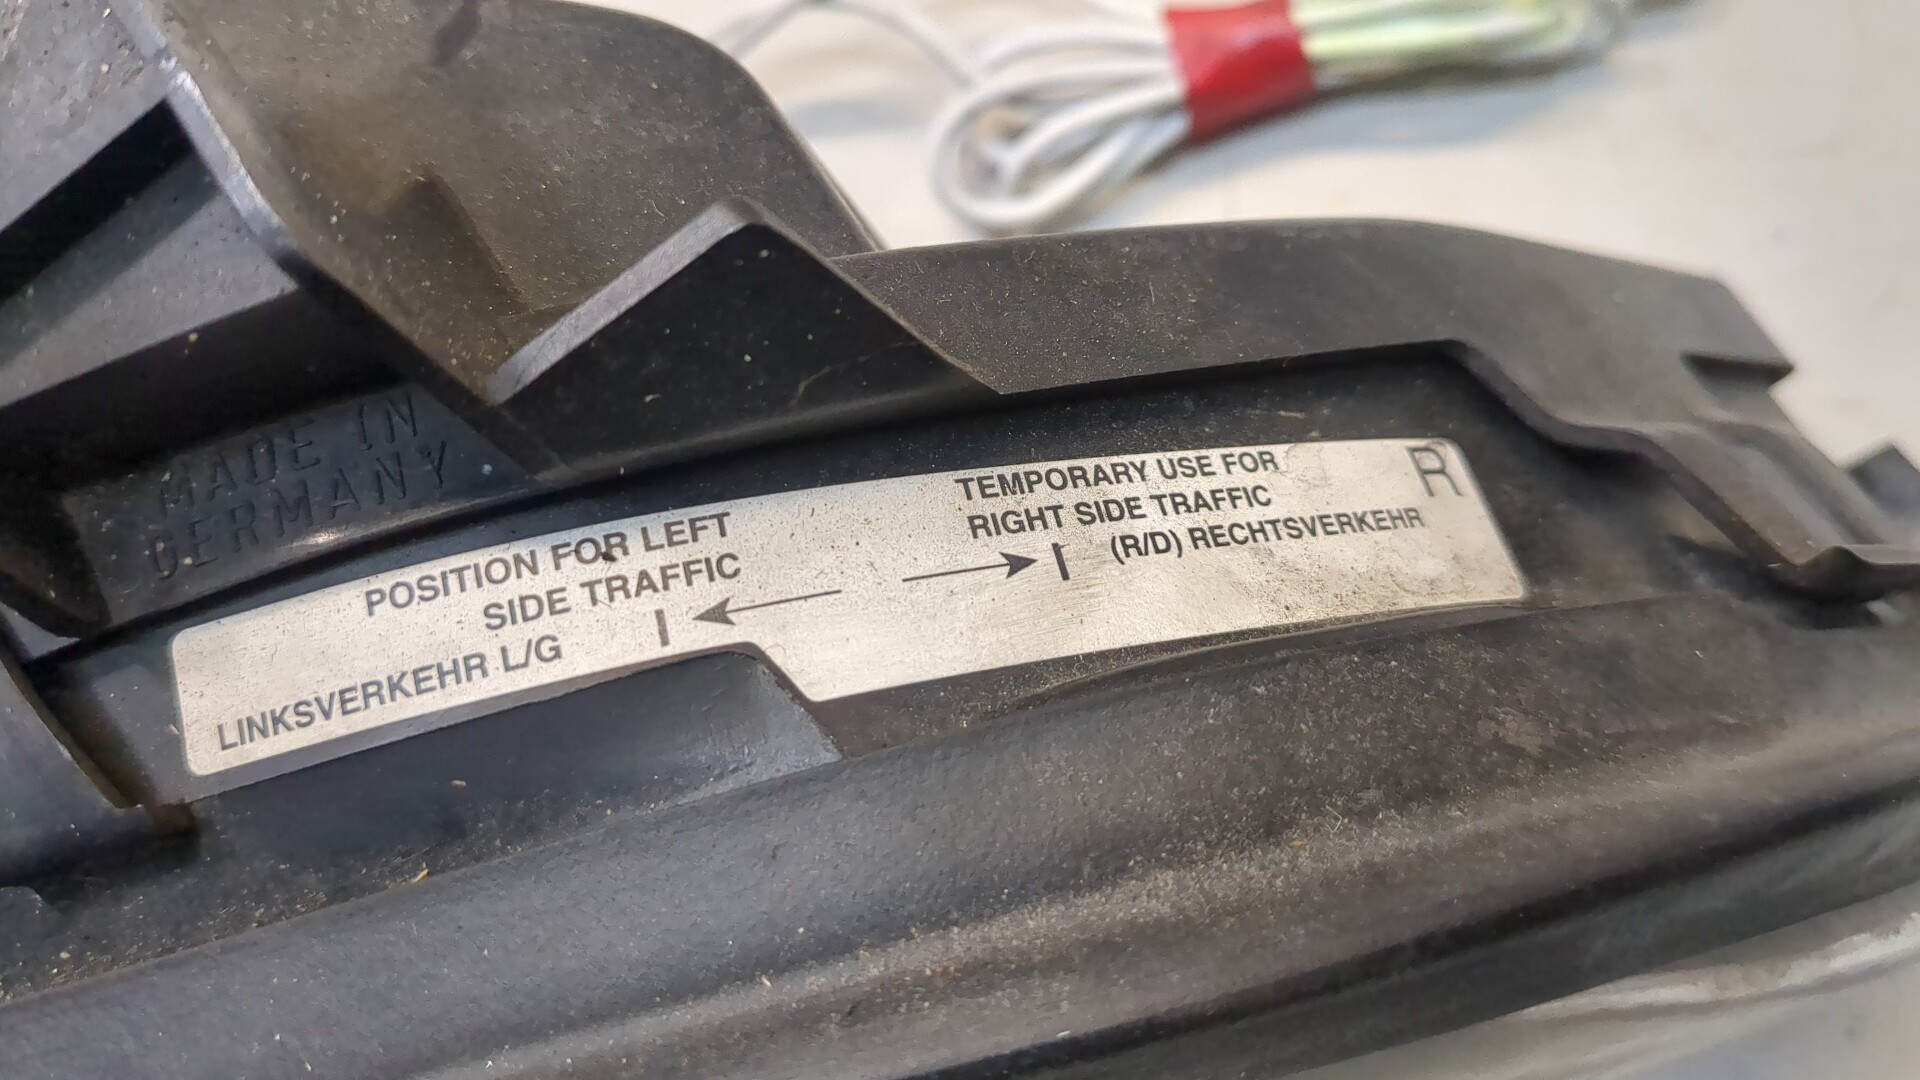 MADE IN
GERMANY
POSITION FOR LEFT
SIDE TRAFFIC
LINKSVERKEHR L/G
TEMPORARY USE FOR
RIGHT SIDE TRAFFIC
(R/D) RECHTSVERKEHR
R